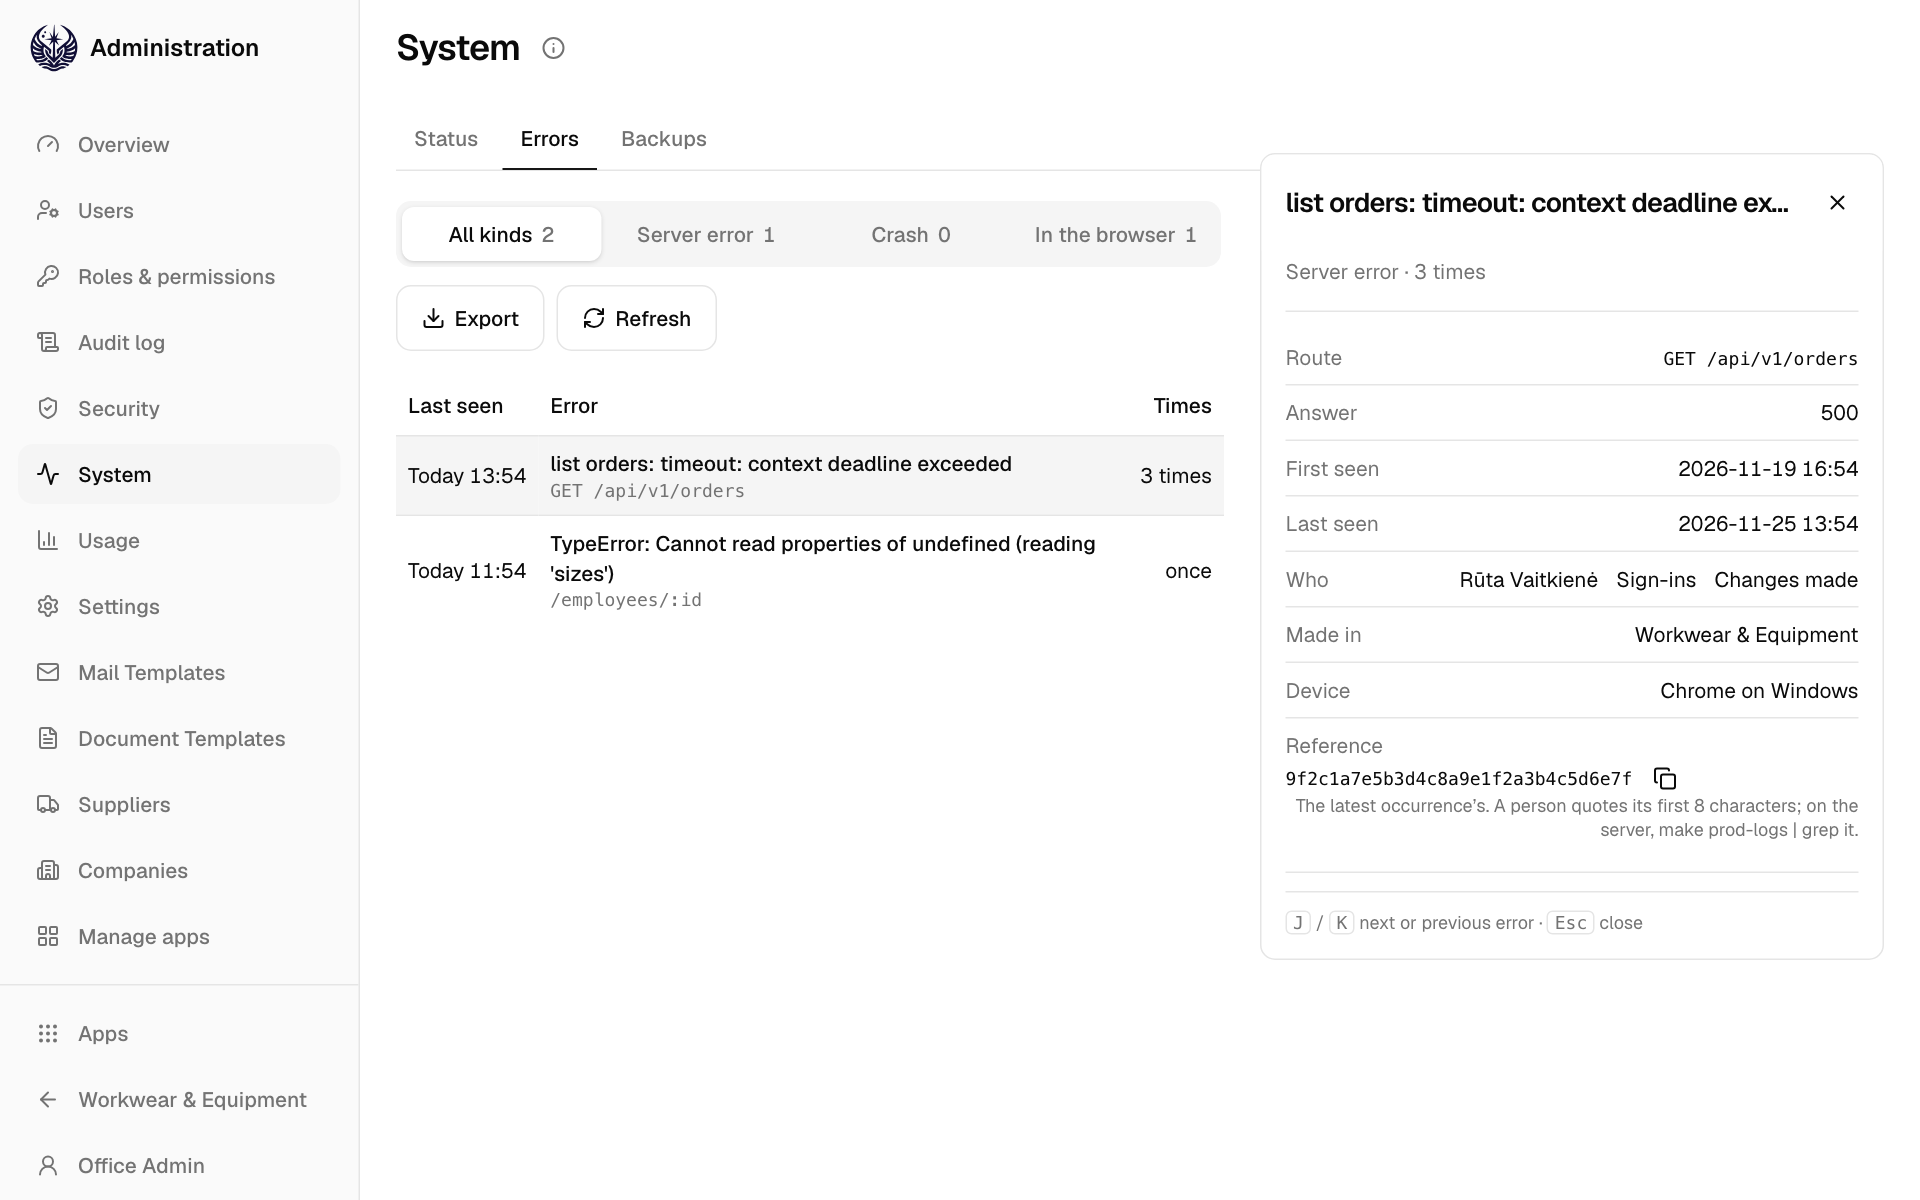 Administration
Overview
Users
Roles & permissions
Audit log
Security
System
Usage
Settings
Mail Templates
Document Templates
Suppliers
Companies
Manage apps
Apps
Workwear & Equipment
Office Admin
System
Status Errors Backups
All kinds 2 Server error 1 Crash 0 In the browser 1
Export Refresh
Last seen Error Times
Today 13:54 list orders: timeout: context deadline exceeded 3 times
GET /api/v1/orders
Today 11:54 TypeError: Cannot read properties of undefined (reading
'sizes') once
/employees/:id
list orders: timeout: context deadline ex...
Server error · 3 times
Route GET /api/v1/orders
Answer 500
First seen 2026-11-19 16:54
Last seen 2026-11-25 13:54
Who Rūta Vaitkienė Sign-ins Changes made
Made in Workwear & Equipment
Device Chrome on Windows
Reference
9f2c1a7e5b3d4c8a9e1f2a3b4c5d6e7f
The latest occurrence’s. A person quotes its first 8 characters; on the
server, make prod-logs | grep it.
J / K next or previous error · Esc close